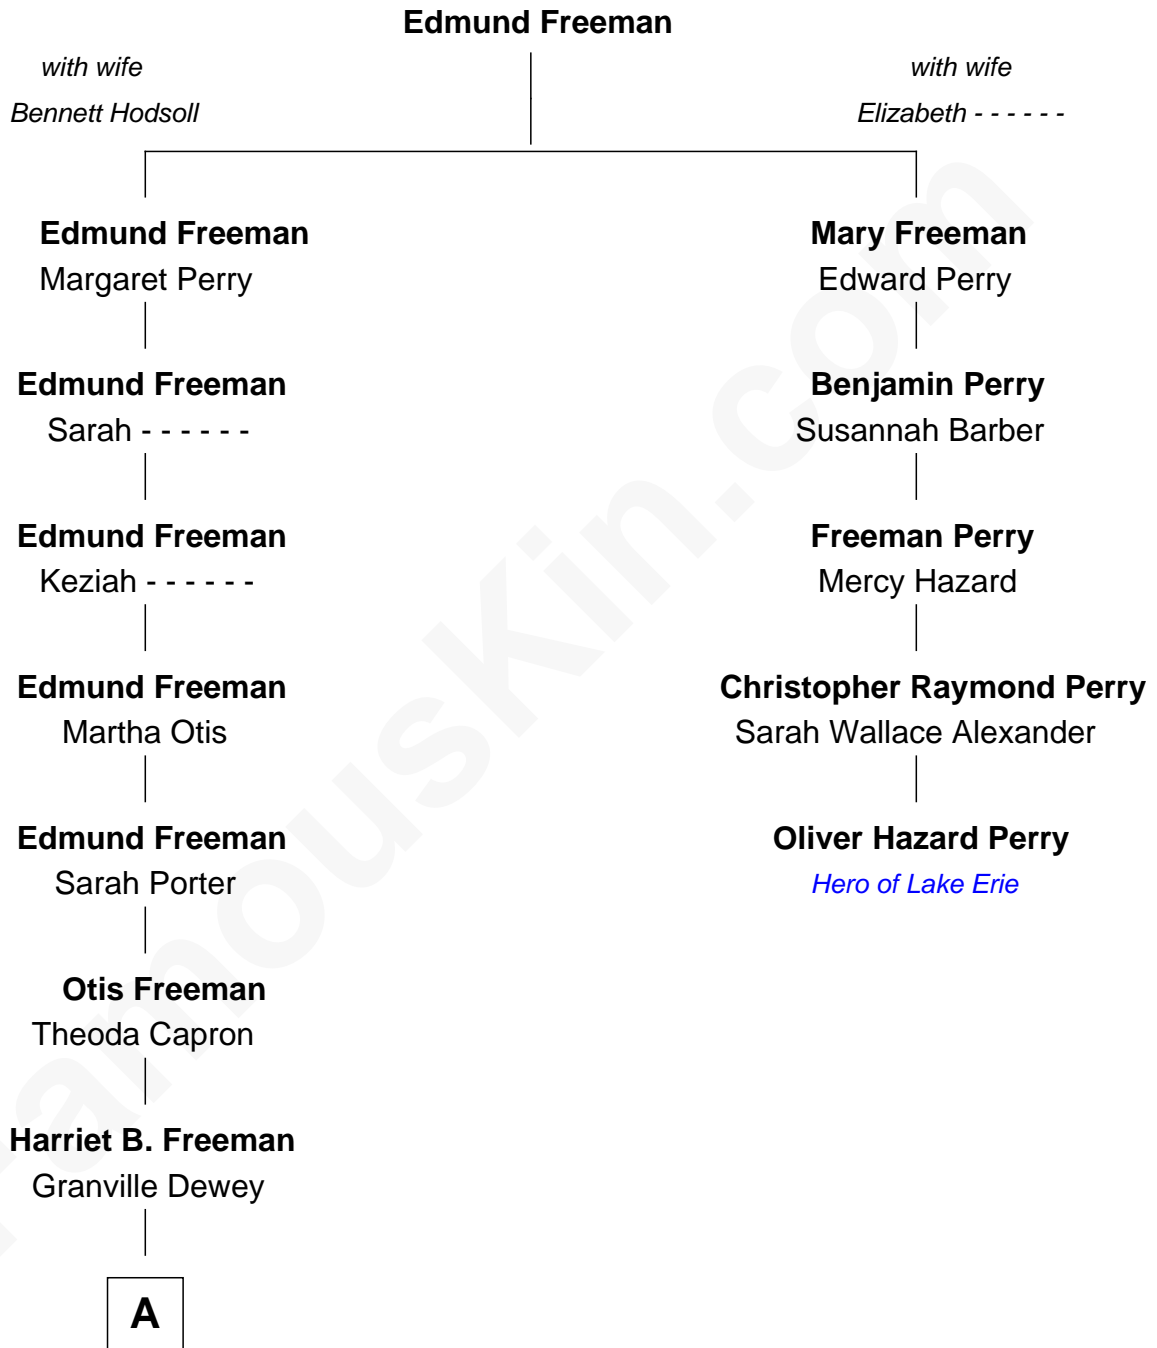 Edmund Freeman
with wife
Bennett Hodsoll
with wife
Elizabeth - - - - - -
Edmund Freeman
Margaret Perry
Mary Freeman
Edward Perry
Edmund Freeman
Sarah - - - - - -
Benjamin Perry
Susannah Barber
Edmund Freeman
Keziah - - - - - -
Freeman Perry
Mercy Hazard
Edmund Freeman
Martha Otis
Christopher Raymond Perry
Sarah Wallace Alexander
Edmund Freeman
Sarah Porter
Oliver Hazard Perry
Hero of Lake Erie
Otis Freeman
Theoda Capron
Harriet B. Freeman
Granville Dewey
A
FamousKin.com